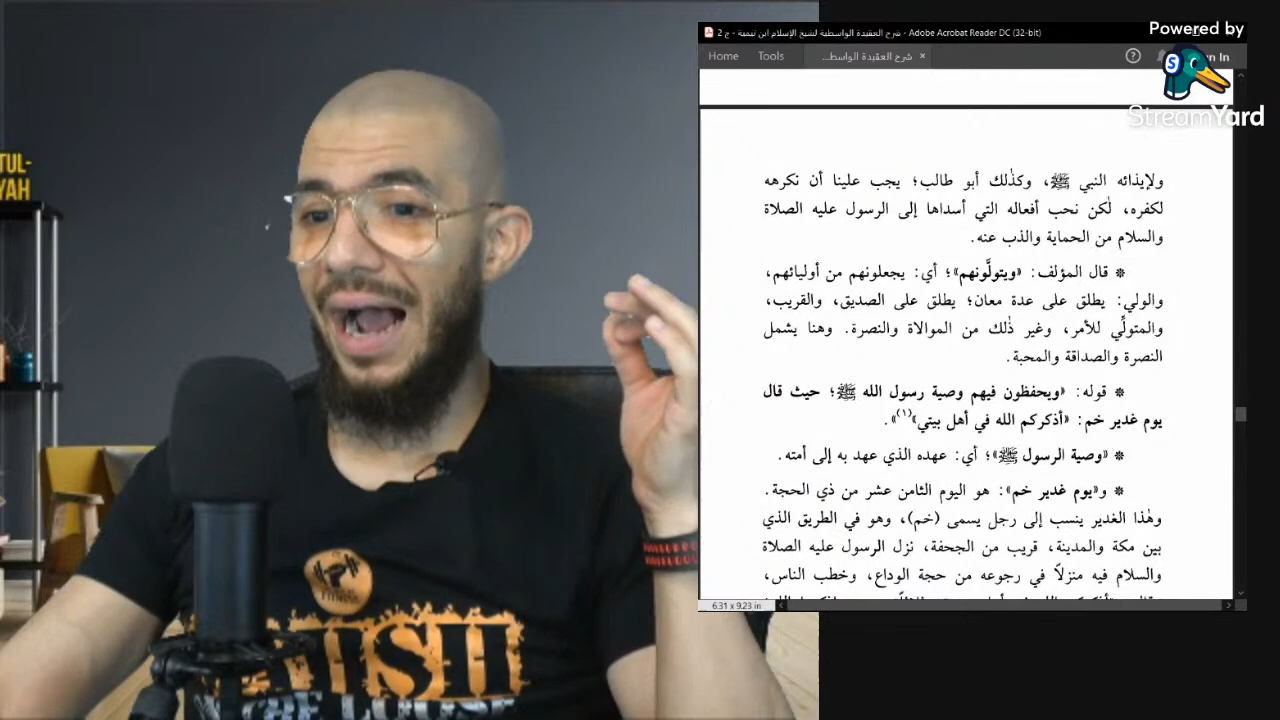 TUL-
YAH
شرح العقيدة الواسطية لشيخ الإسلام ابن تيمية - ج 2 - Adobe Acrobat Reader DC (32-bit)
Powered by
Home Tools شرح العقيدة الواسط... × In
StreamYard
ولإيذائه النبي ﷺ، وكذلك أبو طالب؛ يجب علينا أن نكرهه
لكفره، لكن نحب أفعاله التي أسداها إلى الرسول عليه الصلاة
والسلام من الحماية والذب عنه.
* قال المؤلف: «ويتولَّونهم»؛ أي: يجعلونهم من أوليائهم،
والولي: يطلق على عدة معان؛ يطلق على الصديق، والقريب،
والمتولِّي للأمر، وغير ذلك من الموالاة والنصرة. وهنا يشمل
النصرة والصداقة والمحبة.
* قوله: «ويحفظون فيهم وصية رسول الله ﷺ؛ حيث قال
يوم غدير خم: «أذكركم الله في أهل بيتي»(١)».
* «وصية الرسول ﷺ»؛ أي: عهده الذي عهد به إلى أمته.
* و«يوم غدير خم»: هو اليوم الثامن عشر من ذي الحجة.
وهذا الغدير ينسب إلى رجل يسمى (خم)، وهو في الطريق الذي
بين مكة والمدينة، قريب من الجحفة، نزل الرسول عليه الصلاة
والسلام فيه منزلاً في رجوعه من حجة الوداع، وخطب الناس،
6.31 x 9.23 in
FITNESS
THE LOOSE